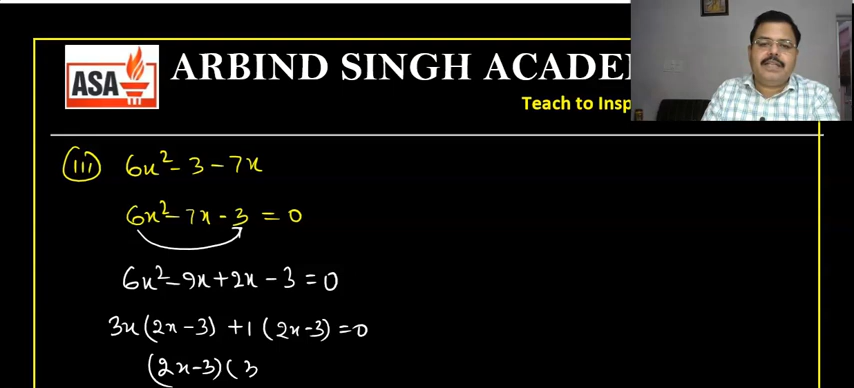 ASA
ARBIND SINGH ACADE
Teach to Insp
(iii) 6x² - 3 - 7x
6x² - 7x - 3 = 0
6x² - 9x + 2x - 3 = 0
3x (2x - 3) + 1 (2x - 3) = 0
(2x - 3) ( 3